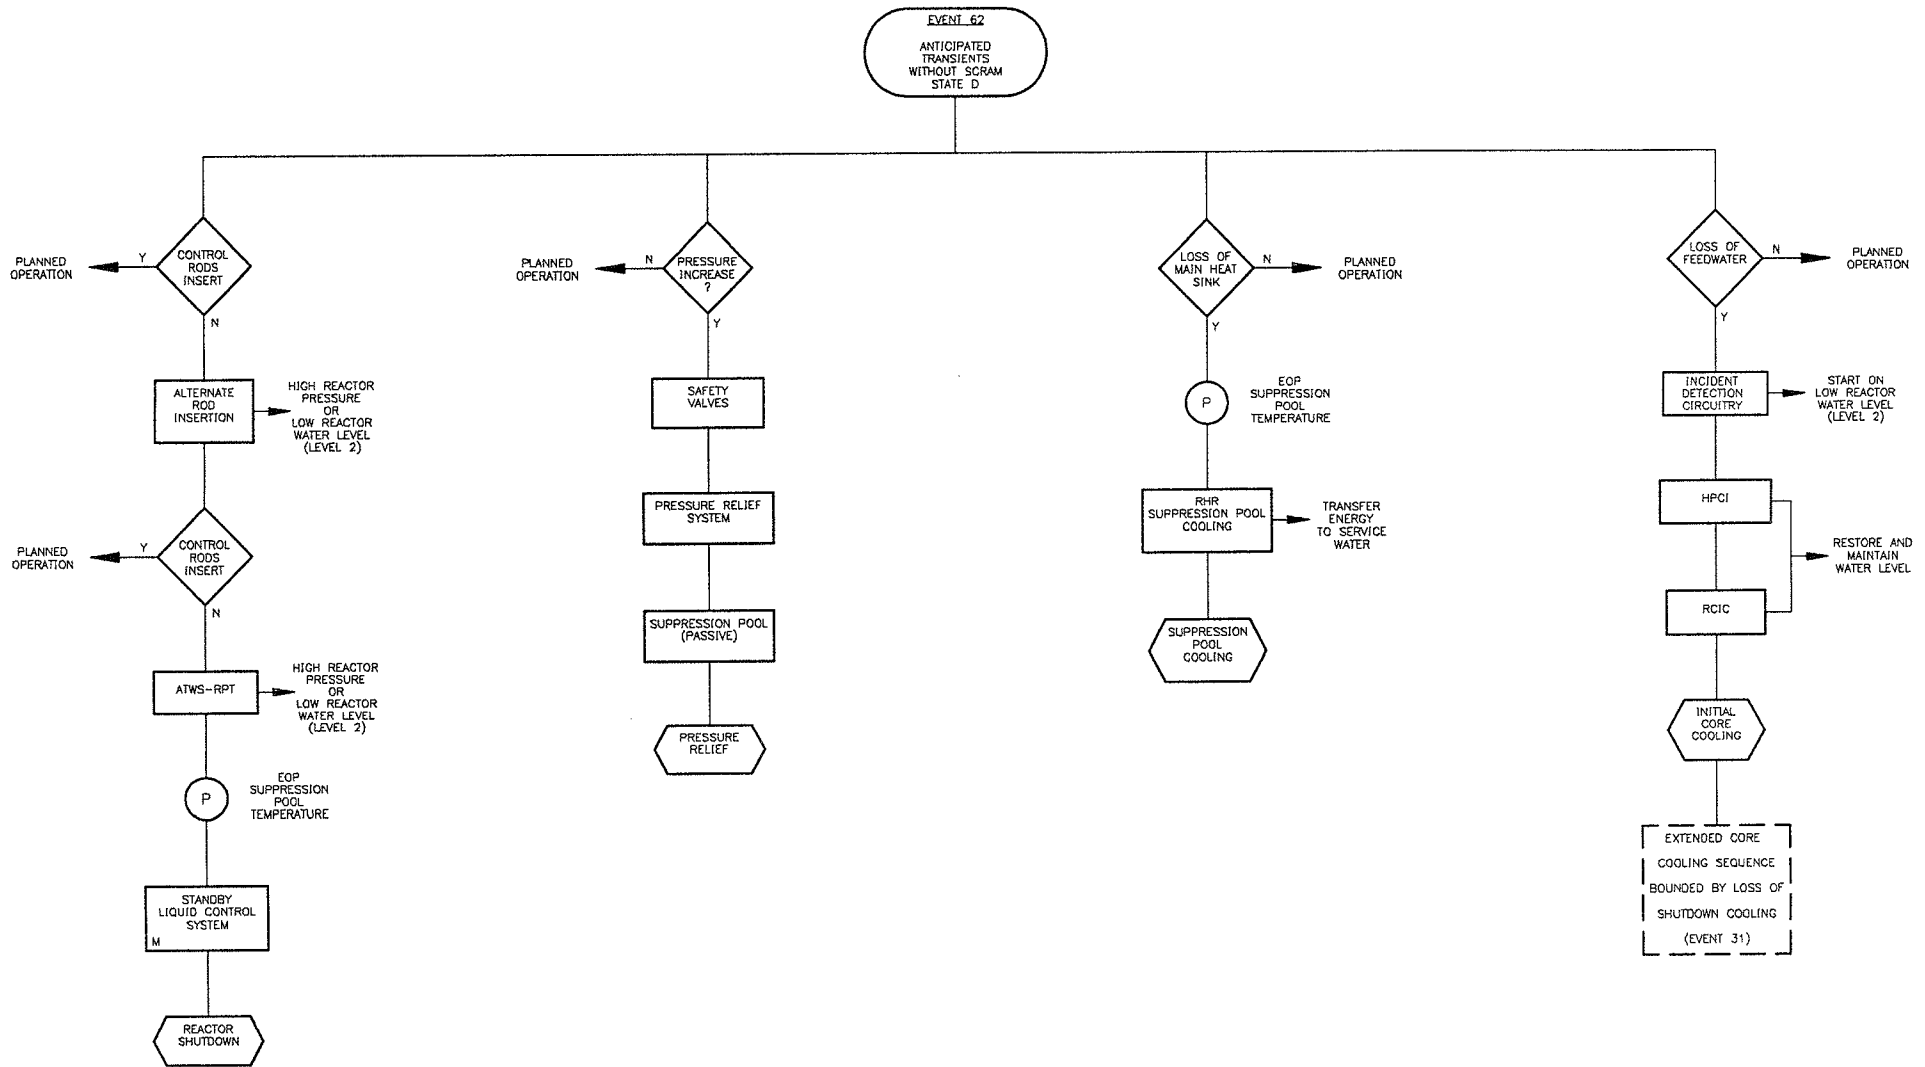 EVENT 62
ANTICIPATED
TRANSIENTS
WITHOUT SCRAM
STATE D
PLANNED
OPERATION
Y
CONTROL
RODS
INSERT
N
ALTERNATE
ROD
INSERTION
HIGH REACTOR
PRESSURE
OR
LOW REACTOR
WATER LEVEL
(LEVEL 2)
PLANNED
OPERATION
Y
CONTROL
RODS
INSERT
N
ATWS-RPT
HIGH REACTOR
PRESSURE
OR
LOW REACTOR
WATER LEVEL
(LEVEL 2)
P
EOP
SUPPRESSION
POOL
TEMPERATURE
STANDBY
LIQUID CONTROL
SYSTEM
M
REACTOR
SHUTDOWN
PLANNED
OPERATION
N
PRESSURE
INCREASE
?
Y
SAFETY
VALVES
PRESSURE RELIEF
SYSTEM
SUPPRESSION POOL
(PASSIVE)
PRESSURE
RELIEF
LOSS OF
MAIN HEAT
SINK
N
PLANNED
OPERATION
Y
P
EOP
SUPPRESSION
POOL
TEMPERATURE
RHR
SUPPRESSION POOL
COOLING
TRANSFER
ENERGY
TO SERVICE
WATER
SUPPRESSION
POOL
COOLING
LOSS OF
FEEDWATER
N
PLANNED
OPERATION
Y
INCIDENT
DETECTION
CIRCUITRY
START ON
LOW REACTOR
WATER LEVEL
(LEVEL 2)
HPCI
RESTORE AND
MAINTAIN
WATER LEVEL
RCIC
INITIAL
CORE
COOLING
EXTENDED CORE
COOLING SEQUENCE
BOUNDED BY LOSS OF
SHUTDOWN COOLING
(EVENT 31)